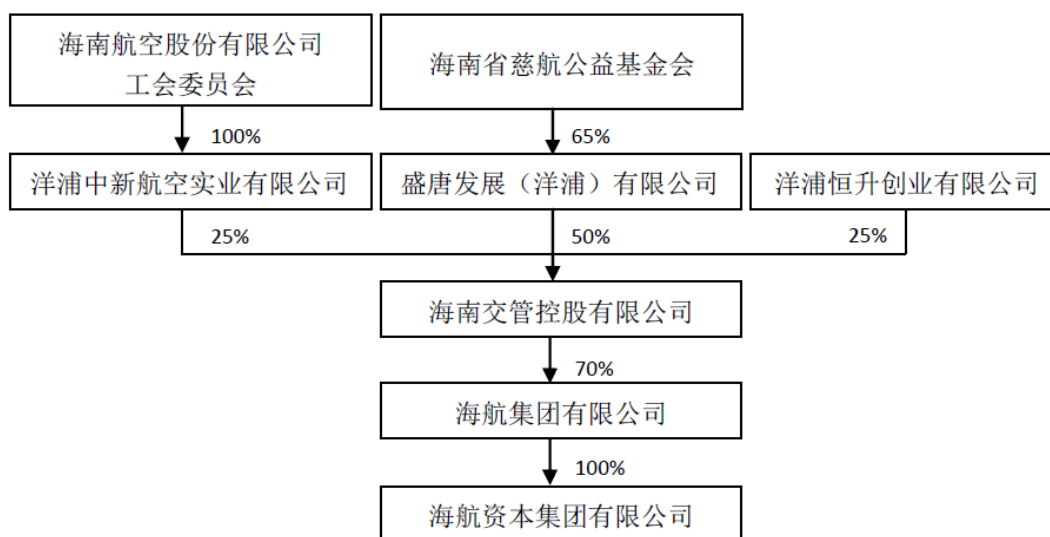 海南航空股份有限公司
工会委员会
海南省慈航公益基金会
100%
65%
洋浦中新航空实业有限公司
盛唐发展（洋浦）有限公司
洋浦恒升创业有限公司
25%
50%
25%
海南交管控股有限公司
70%
海航集团有限公司
100%
海航资本集团有限公司